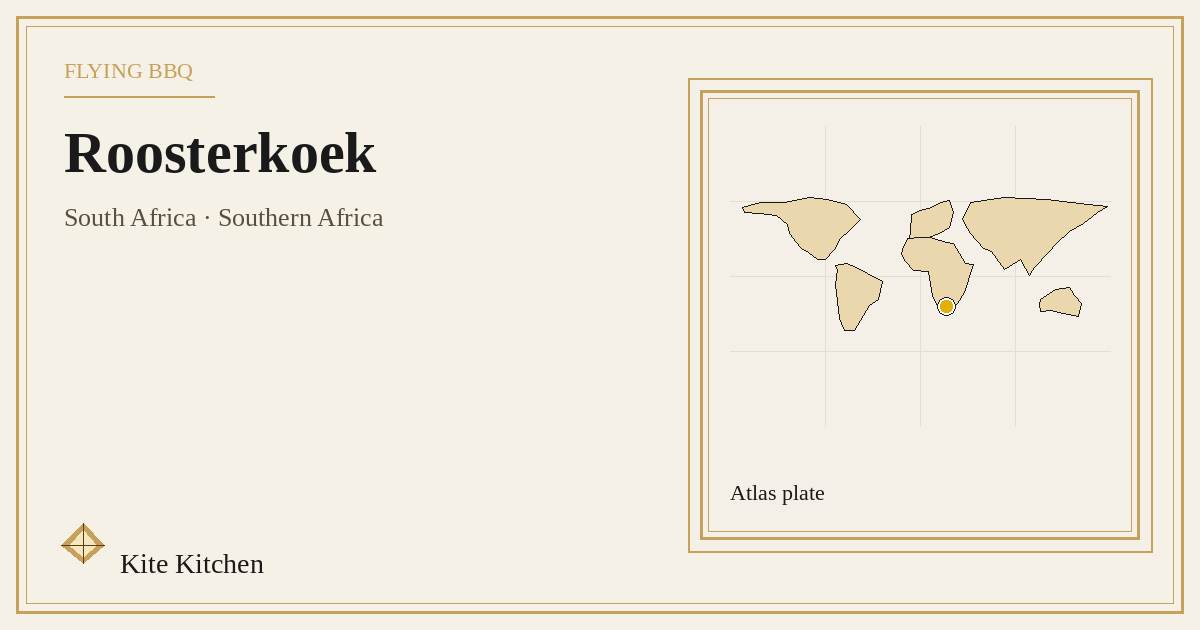 FLYING BBQ
Roosterkoek
South Africa · Southern Africa
Atlas plate
Kite Kitchen